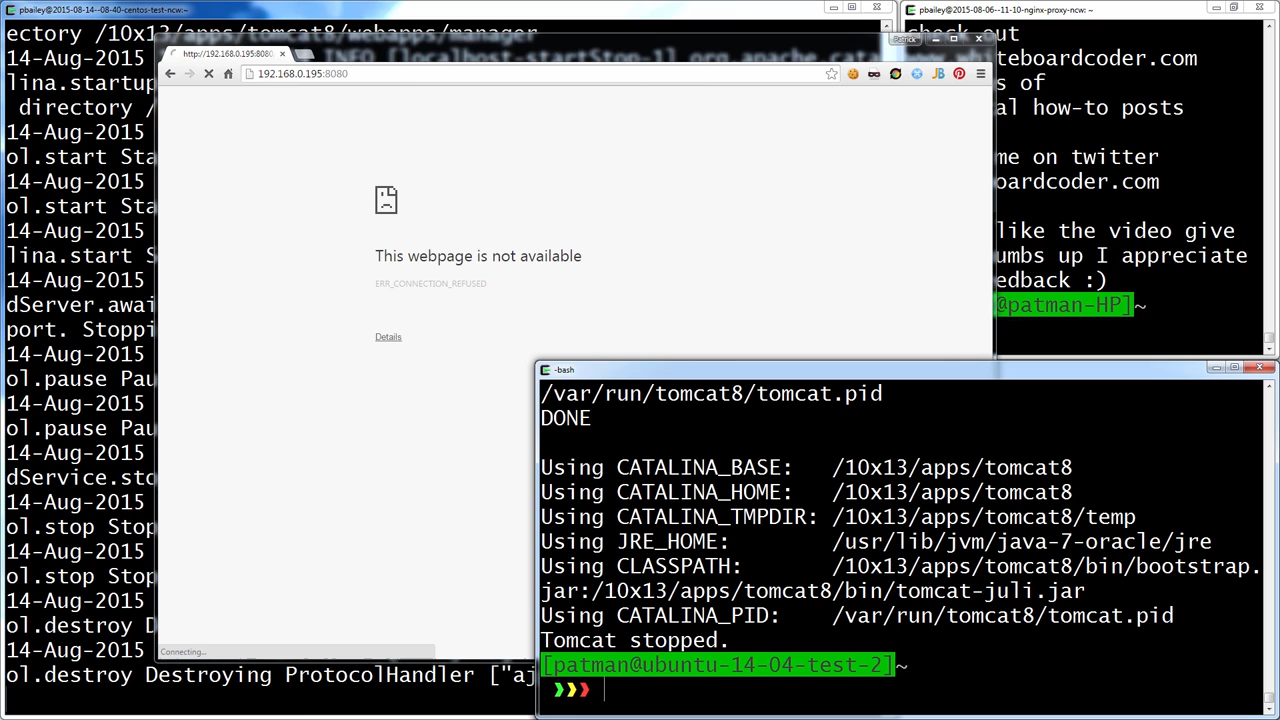 pbailey@2015-08-14--08-40-centos-test-ncw:~
ectory /10x13/apps/tomcat8/webapps/manager
14-Aug-2015
lina.startup
directory /
14-Aug-2015
ol.start Sta
14-Aug-2015
ol.start Sta
14-Aug-2015
lina.start S
14-Aug-2015
dServer.awai
port. Stoppi
14-Aug-2015
ol.pause Pau
14-Aug-2015
ol.pause Pau
14-Aug-2015
dService.sto
14-Aug-2015
ol.stop Stop
14-Aug-2015
ol.stop Stop
14-Aug-2015
ol.destroy D
14-Aug-2015
ol.destroy Destroying ProtocolHandler ["aj
http://192.168.0.195:8080
Patrick
192.168.0.195:8080
JB
This webpage is not available
ERR_CONNECTION_REFUSED
Details
Connecting...
pbailey@2015-08-06--11-10-nginx-proxy-ncw: ~
check out
teboardcoder.com
s of
al how-to posts
me on twitter
oardcoder.com
like the video give
umbs up I appreciate
edback :)
@patman-HP]~
-bash
/var/run/tomcat8/tomcat.pid
DONE
Using CATALINA_BASE: /10x13/apps/tomcat8
Using CATALINA_HOME: /10x13/apps/tomcat8
Using CATALINA_TMPDIR: /10x13/apps/tomcat8/temp
Using JRE_HOME: /usr/lib/jvm/java-7-oracle/jre
Using CLASSPATH: /10x13/apps/tomcat8/bin/bootstrap.
jar:/10x13/apps/tomcat8/bin/tomcat-juli.jar
Using CATALINA_PID: /var/run/tomcat8/tomcat.pid
Tomcat stopped.
[patman@ubuntu-14-04-test-2]~
❯❯❯